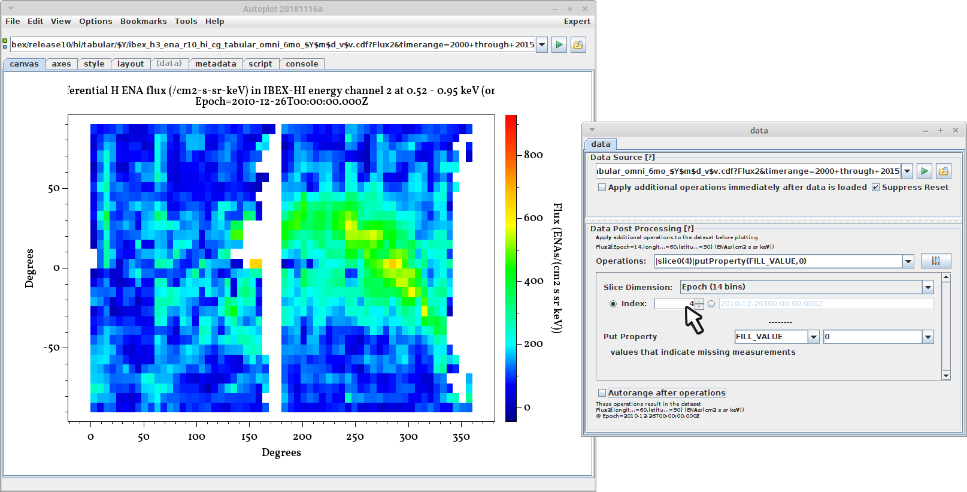 Autoplot 20181116a
File Edit View Options Bookmarks Tools Help Expert
bex/release10/hi/tabular/$Y/ibex_h3_ena_r10_hi_cg_tabular_omni_6mo_$Y$m$d_v$v.cdf?Flux2&timerange=2000+through+2015
canvas axes style layout (data) metadata script console
ferential H ENA flux (/cm2-s-sr-keV) in IBEX-HI energy channel 2 at 0.52 - 0.95 keV (or
Epoch=2010-12-26T00:00:00.000Z
50
0
-50
Degrees
0 50 100 150 200 250 300 350
Degrees
800
600
400
200
0
Flux (ENAs/(cm2 s sr keV))
data
data
Data Source [?]
bular_omni_6mo_$Y$m$d_v$v.cdf?Flux2&timerange=2000+through+2015
Apply additional operations immediately after data is loaded Suppress Reset
Data Post Processing [?]
Apply additional operations to the dataset before plotting
Flux2[Epoch=14,longit...=60,latitu...=30] (ENAs/(cm2 s sr keV))
Operations: |slice0(4)|putProperty(FILL_VALUE,0)
Slice Dimension: Epoch (14 bins)
Index: 4 2010-12-26T00:00:00.000Z
--------
Put Property FILL_VALUE 0
values that indicate missing measurements
Autorange after operations
These operations result in the dataset
Flux2[longit...=60,latitu...=30] (ENAs/(cm2 s sr keV))
@ Epoch=2010-12-26T00:00:00.000Z